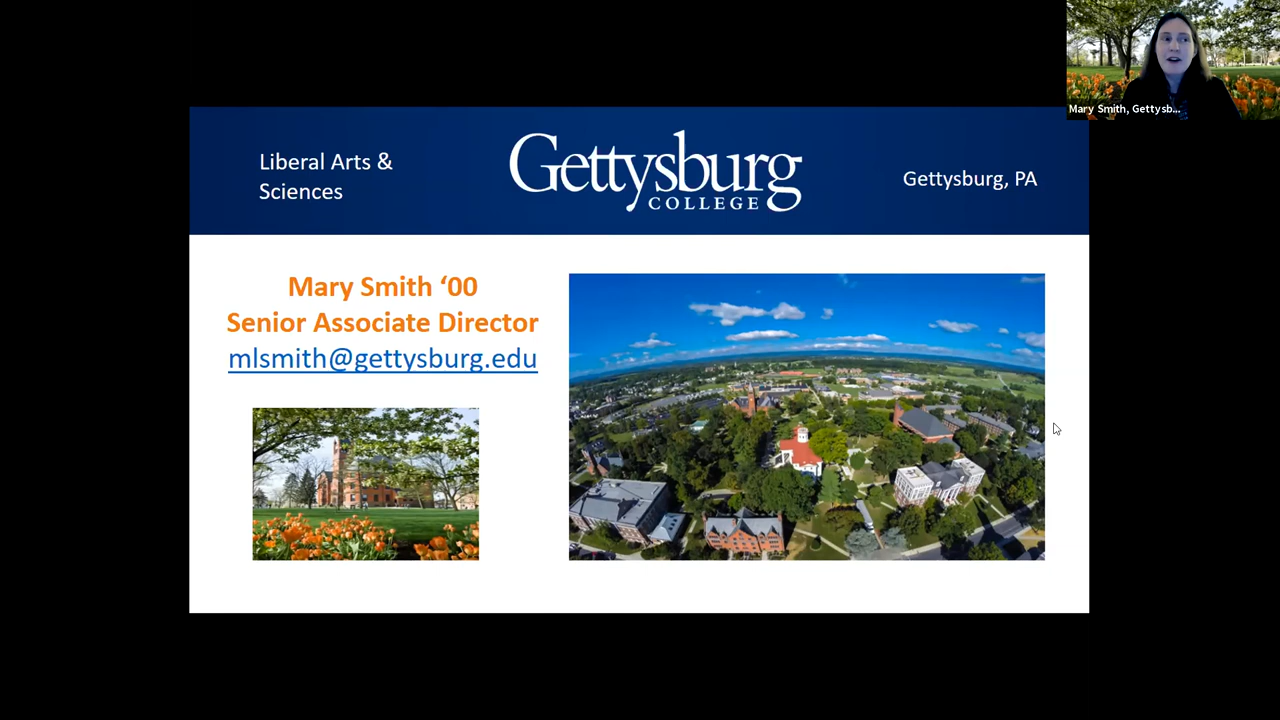 Mary Smith, Gettysb...
Liberal Arts &
Sciences
Gettysburg
COLLEGE
Gettysburg, PA
Mary Smith ‘00
Senior Associate Director
mlsmith@gettysburg.edu